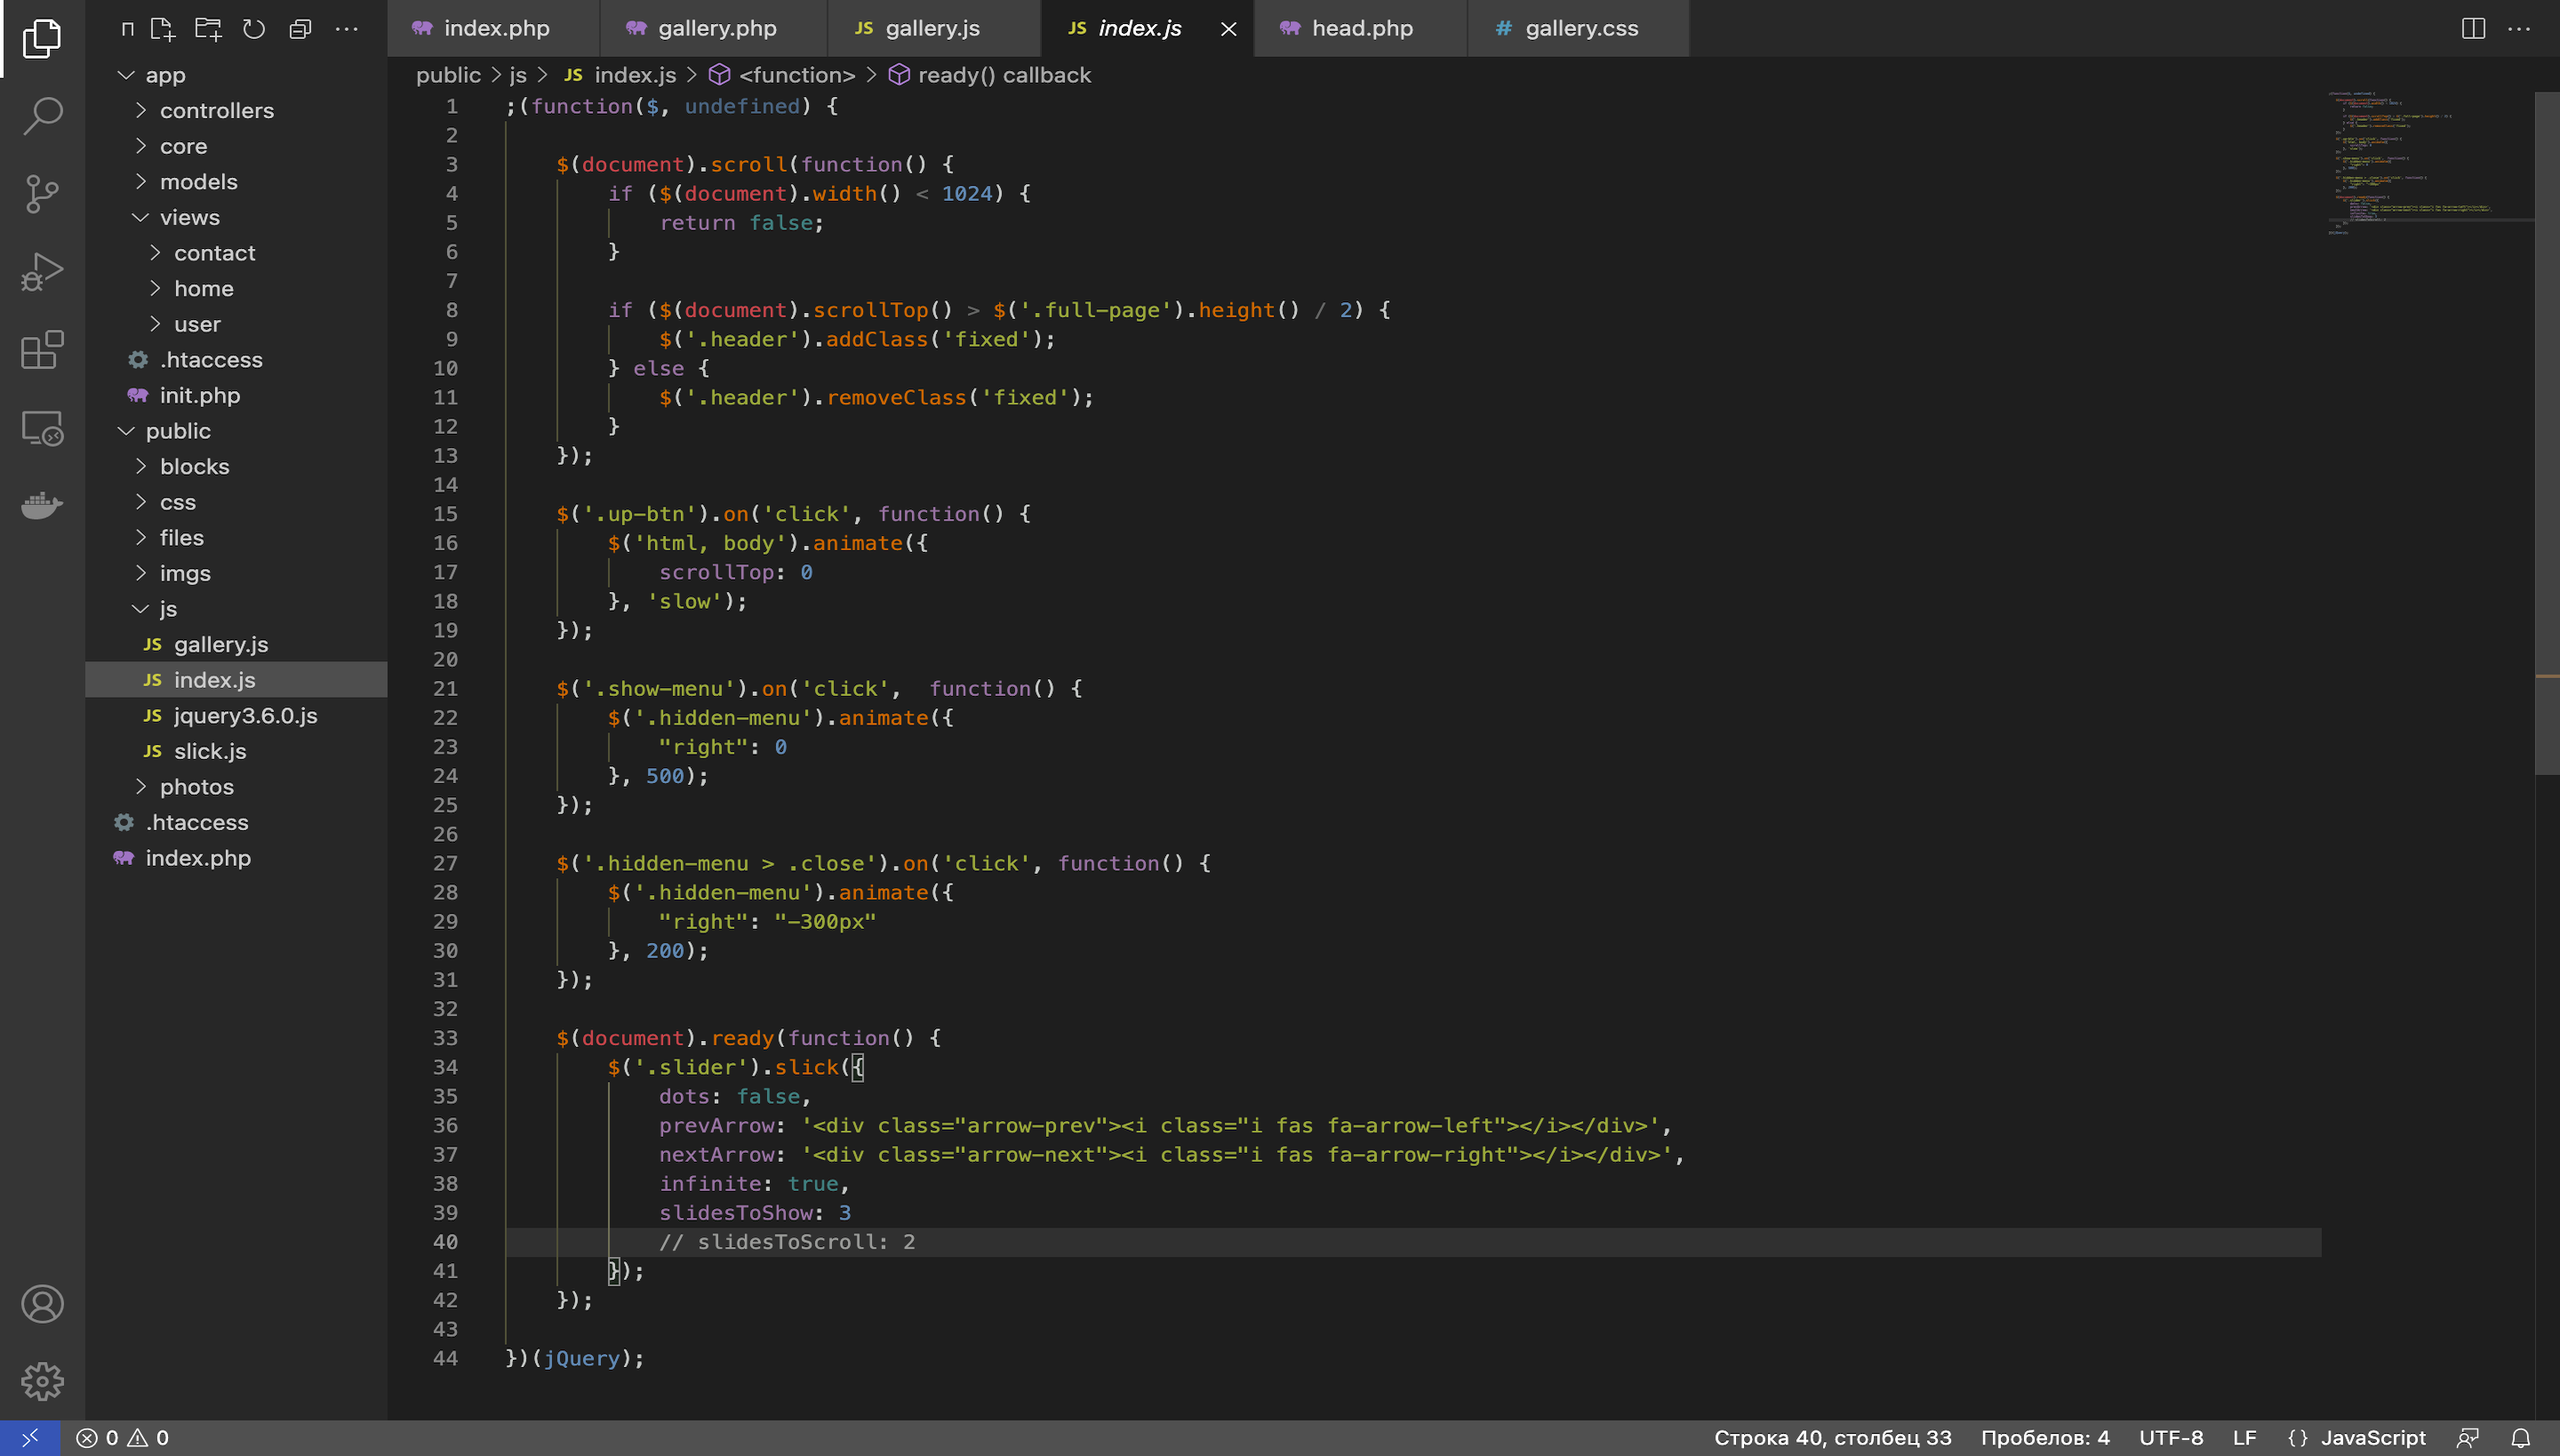 П
index.php
gallery.php
JS gallery.js
JS index.js
head.php
# gallery.css
app
controllers
core
models
views
contact
home
user
.htaccess
init.php
public
blocks
css
files
imgs
js
JS gallery.js
JS index.js
JS jquery3.6.0.js
JS slick.js
photos
.htaccess
index.php
public > js > JS index.js > <function> > ready() callback
1 ;(function($, undefined) {
2
3 $(document).scroll(function() {
4 if ($(document).width() < 1024) {
5 return false;
6 }
7
8 if ($(document).scrollTop() > $('.full-page').height() / 2) {
9 $('.header').addClass('fixed');
10 } else {
11 $('.header').removeClass('fixed');
12 }
13 });
14
15 $('.up-btn').on('click', function() {
16 $('html, body').animate({
17 scrollTop: 0
18 }, 'slow');
19 });
20
21 $('.show-menu').on('click',  function() {
22 $('.hidden-menu').animate({
23 "right": 0
24 }, 500);
25 });
26
27 $('.hidden-menu > .close').on('click', function() {
28 $('.hidden-menu').animate({
29 "right": "-300px"
30 }, 200);
31 });
32
33 $(document).ready(function() {
34 $('.slider').slick({
35 dots: false,
36 prevArrow: '<div class="arrow-prev"><i class="i fas fa-arrow-left"></i></div>',
37 nextArrow: '<div class="arrow-next"><i class="i fas fa-arrow-right"></i></div>',
38 infinite: true,
39 slidesToShow: 3
40 // slidesToScroll: 2
41 });
42 });
43
44 })(jQuery);
0 0
Строка 40, столбец 33
Пробелов: 4
UTF-8
LF
{} JavaScript